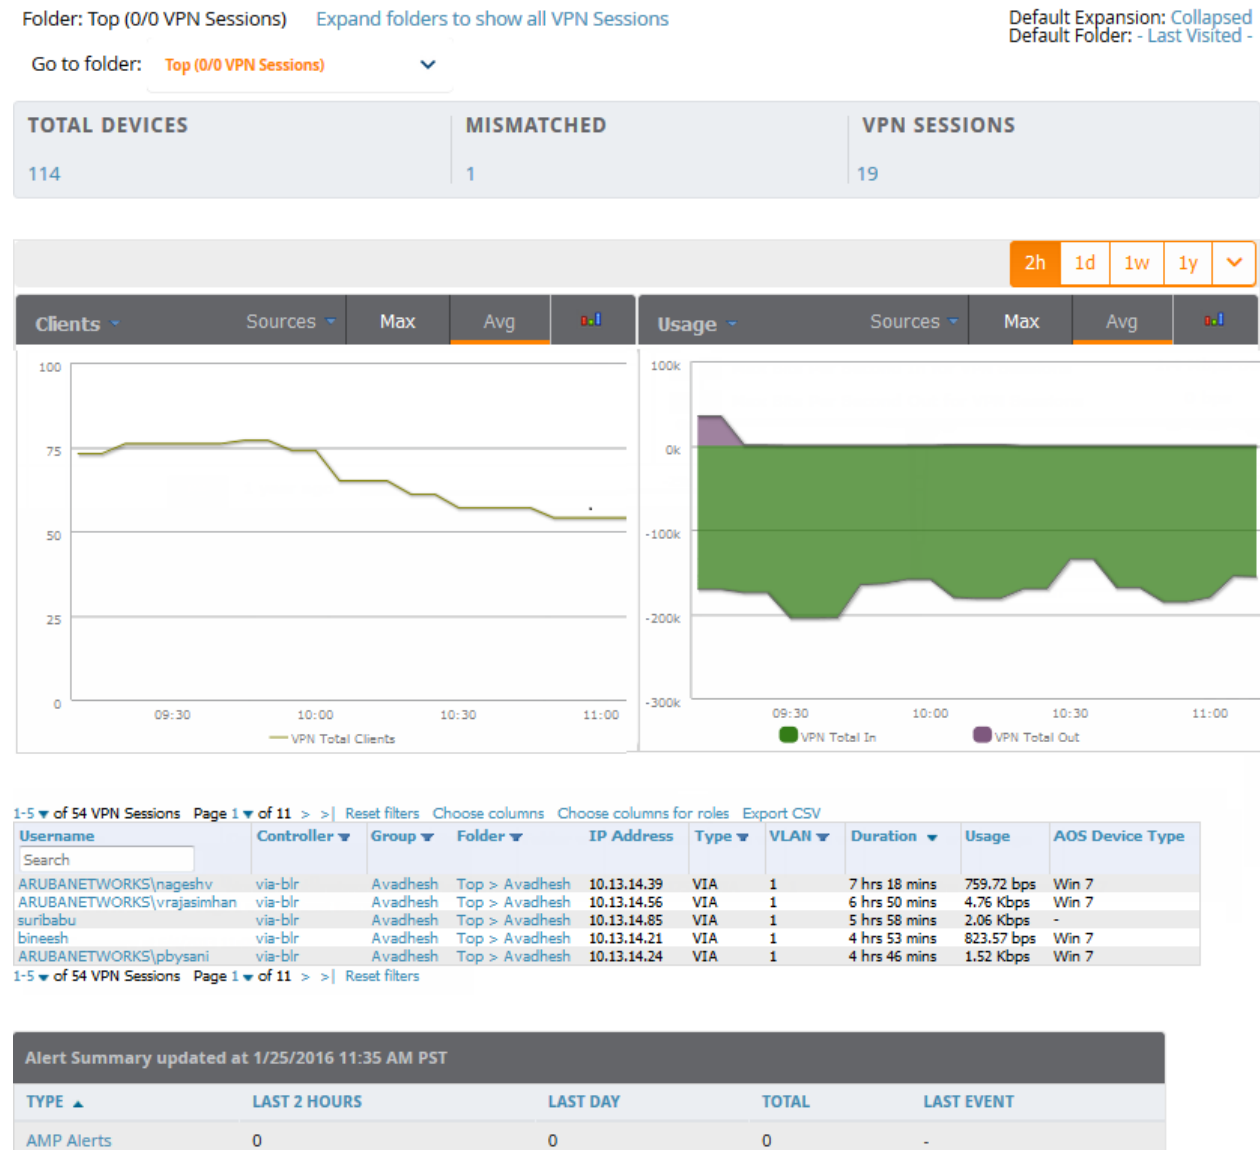 Folder: Top (0/0 VPN Sessions) Expand folders to show all VPN Sessions
Default Expansion: Collapsed
Default Folder: - Last Visited -
Go to folder: Top (0/0 VPN Sessions)
TOTAL DEVICES MISMATCHED VPN SESSIONS
114 1 19
2h 1d 1w 1y
Clients Sources Max Avg Usage Sources Max Avg
100
75
50
25
0
09:30 10:00 10:30 11:00
VPN Total Clients
100k
0k
-100k
-200k
-300k
09:30 10:00 10:30 11:00
VPN Total In VPN Total Out
1-5 of 54 VPN Sessions Page 1 of 11 > >| Reset filters Choose columns Choose columns for roles Export CSV
Username Controller Group Folder IP Address Type VLAN Duration Usage AOS Device Type
Search
ARUBANETWORKS\nageshv via-blr Avadhesh Top > Avadhesh 10.13.14.39 VIA 1 7 hrs 18 mins 759.72 bps Win 7
ARUBANETWORKS\vrajasimhan via-blr Avadhesh Top > Avadhesh 10.13.14.56 VIA 1 6 hrs 50 mins 4.76 Kbps Win 7
suribabu via-blr Avadhesh Top > Avadhesh 10.13.14.85 VIA 1 5 hrs 58 mins 2.06 Kbps -
bineesh via-blr Avadhesh Top > Avadhesh 10.13.14.21 VIA 1 4 hrs 53 mins 823.57 bps Win 7
ARUBANETWORKS\pbysani via-blr Avadhesh Top > Avadhesh 10.13.14.24 VIA 1 4 hrs 46 mins 1.52 Kbps Win 7
1-5 of 54 VPN Sessions Page 1 of 11 > >| Reset filters
Alert Summary updated at 1/25/2016 11:35 AM PST
TYPE LAST 2 HOURS LAST DAY TOTAL LAST EVENT
AMP Alerts 0 0 0 -